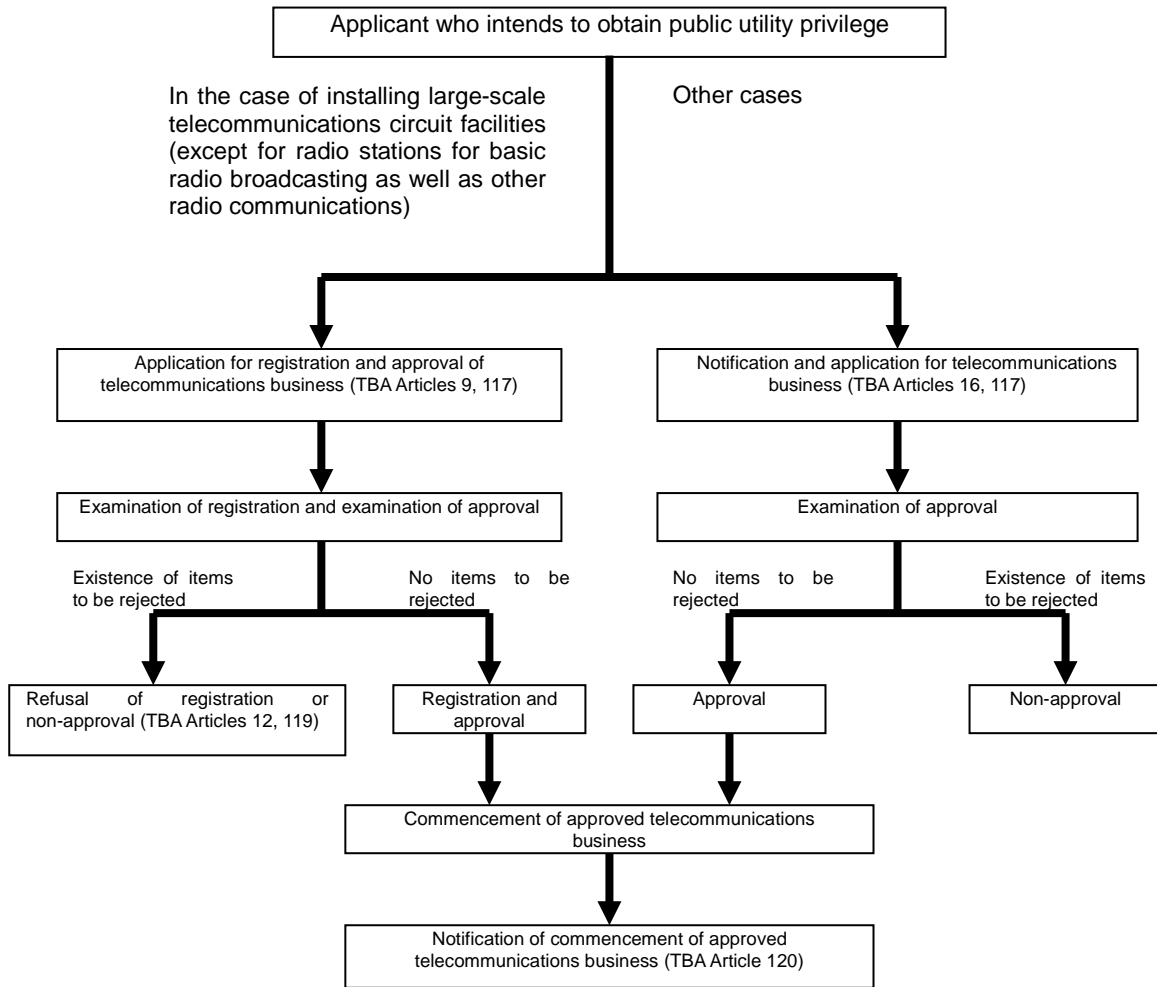 Applicant who intends to obtain public utility privilege
In the case of installing large-scale
telecommunications circuit facilities
(except for radio stations for basic
radio broadcasting as well as other
radio communications)
Other cases
Application for registration and approval of
telecommunications business (TBA Articles 9, 117)
Notification and application for telecommunications
business (TBA Articles 16, 117)
Examination of registration and examination of approval
Examination of approval
Existence of items
to be rejected
No items to be
rejected
No items to be
rejected
Existence of items
to be rejected
Refusal of registration or
non-approval (TBA Articles 12, 119)
Registration and
approval
Approval
Non-approval
Commencement of approved telecommunications
business
Notification of commencement of approved
telecommunications business (TBA Article 120)